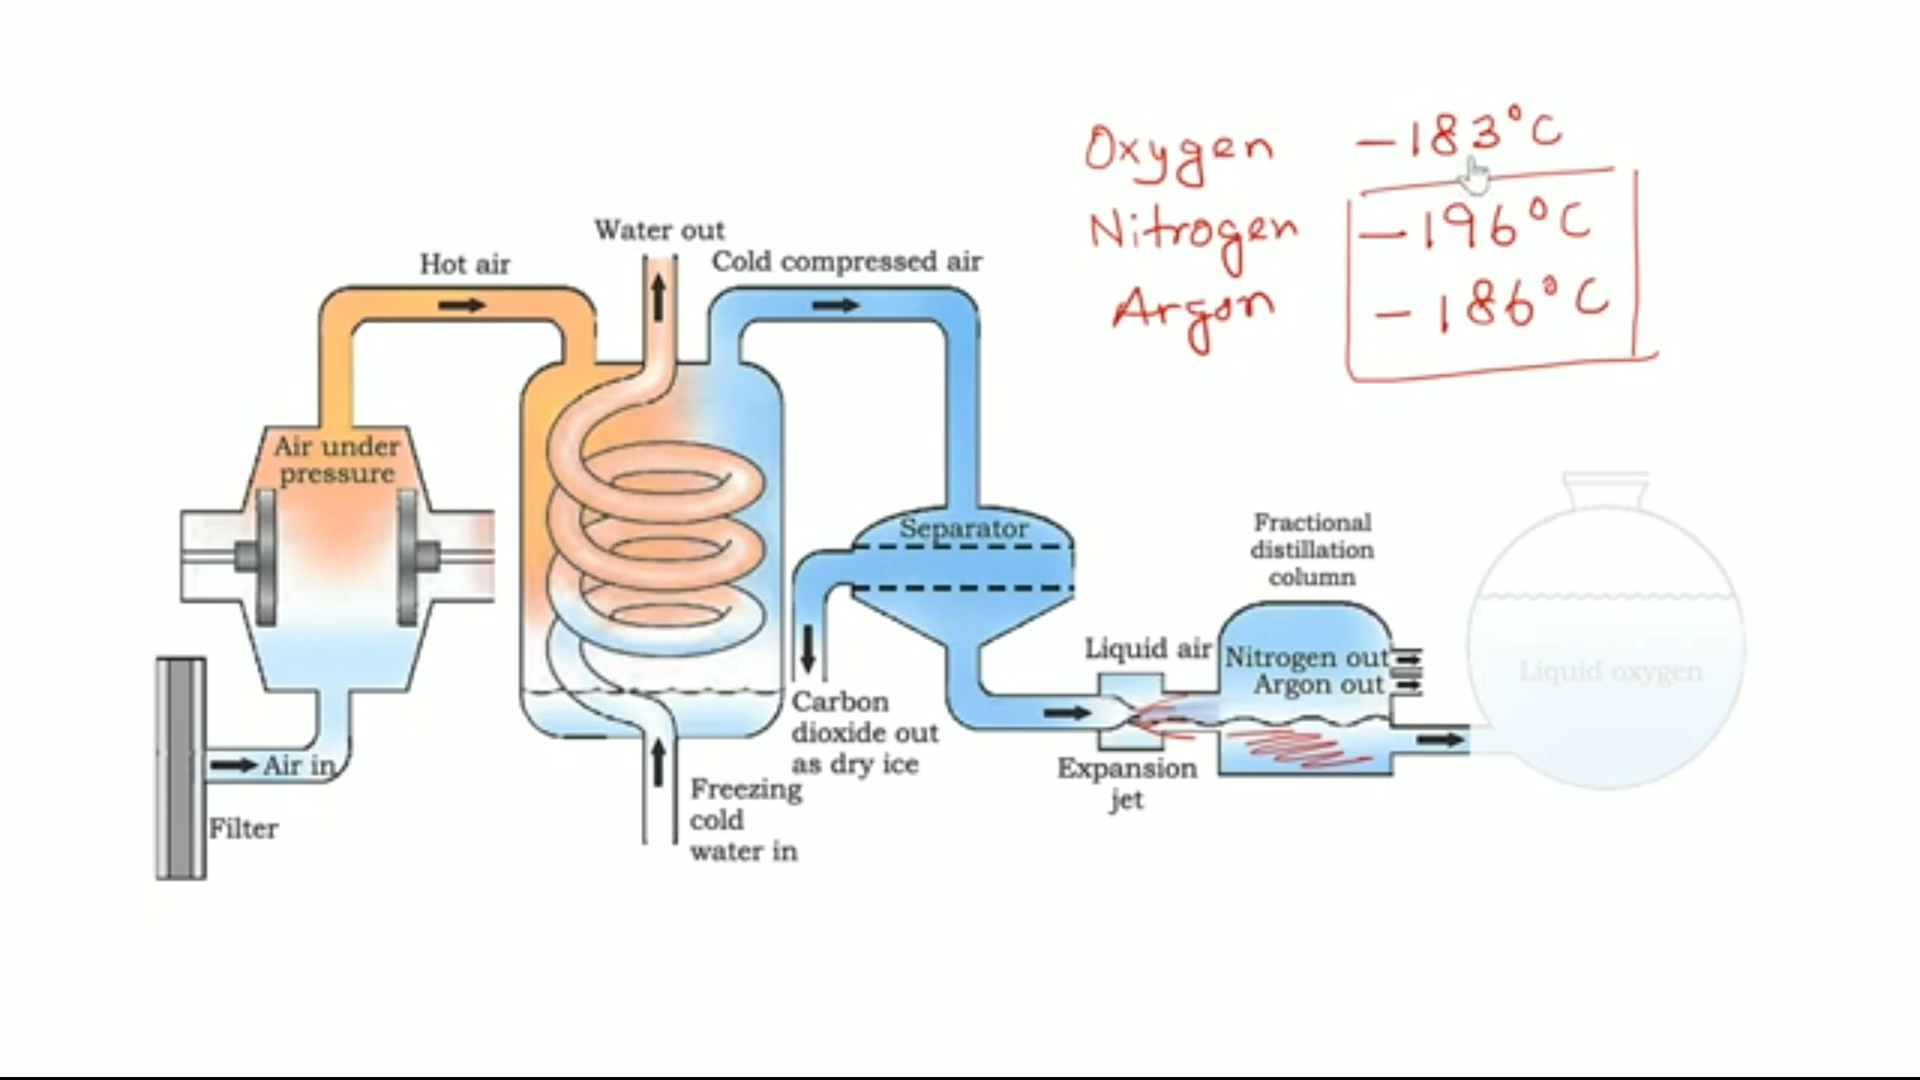 Oxygen -183°C
Nitrogen -196°C
Argon -186°C
Water out
Hot air
Cold compressed air
Air under
pressure
Separator
Fractional
distillation
column
Liquid air
Nitrogen out
Argon out
Liquid oxygen
Carbon
dioxide out
as dry ice
Air in
Expansion
jet
Freezing
cold
water in
Filter